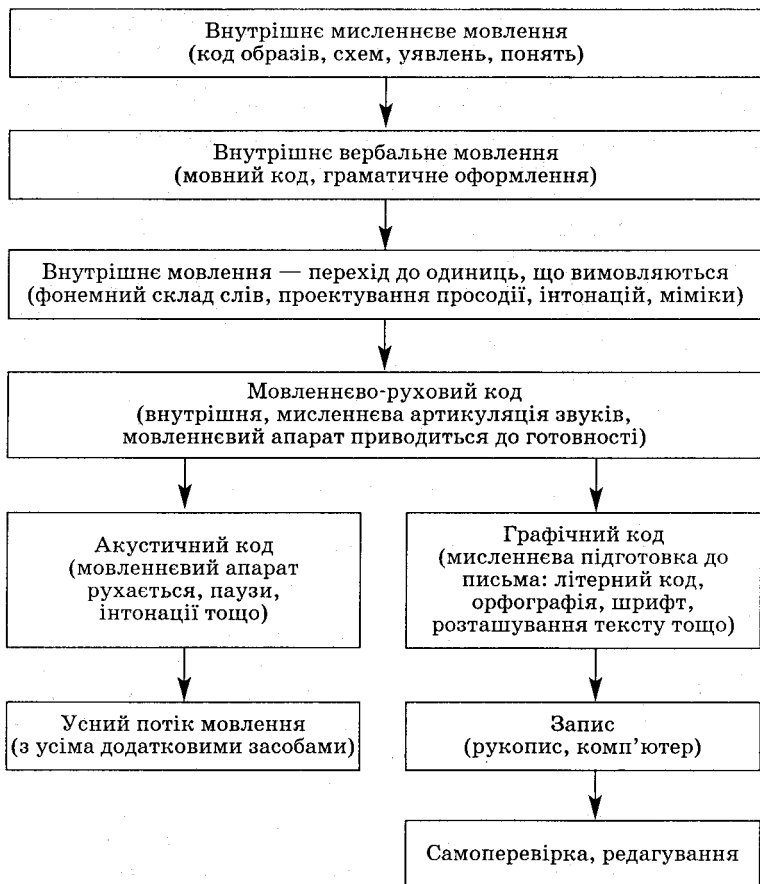 Внутрішнє мисленнєве мовлення
(код образів, схем, уявлень, понять)
Внутрішнє вербальне мовлення
(мовний код, граматичне оформлення)
Внутрішнє мовлення — перехід до одиниць, що вимовляються
(фонемний склад слів, проектування просодії, інтонацій, міміки)
Мовленнєво-руховий код
(внутрішня, мисленнєва артикуляція звуків,
мовленнєвий апарат приводиться до готовності)
Акустичний код
(мовленнєвий апарат
рухається, паузи,
інтонації тощо)
Графічний код
(мисленнєва підготовка до
письма: літерний код,
орфографія, шрифт,
розташування тексту тощо)
Усний потік мовлення
(з усіма додатковими засобами)
Запис
(рукопис, комп’ютер)
Самоперевірка, редагування